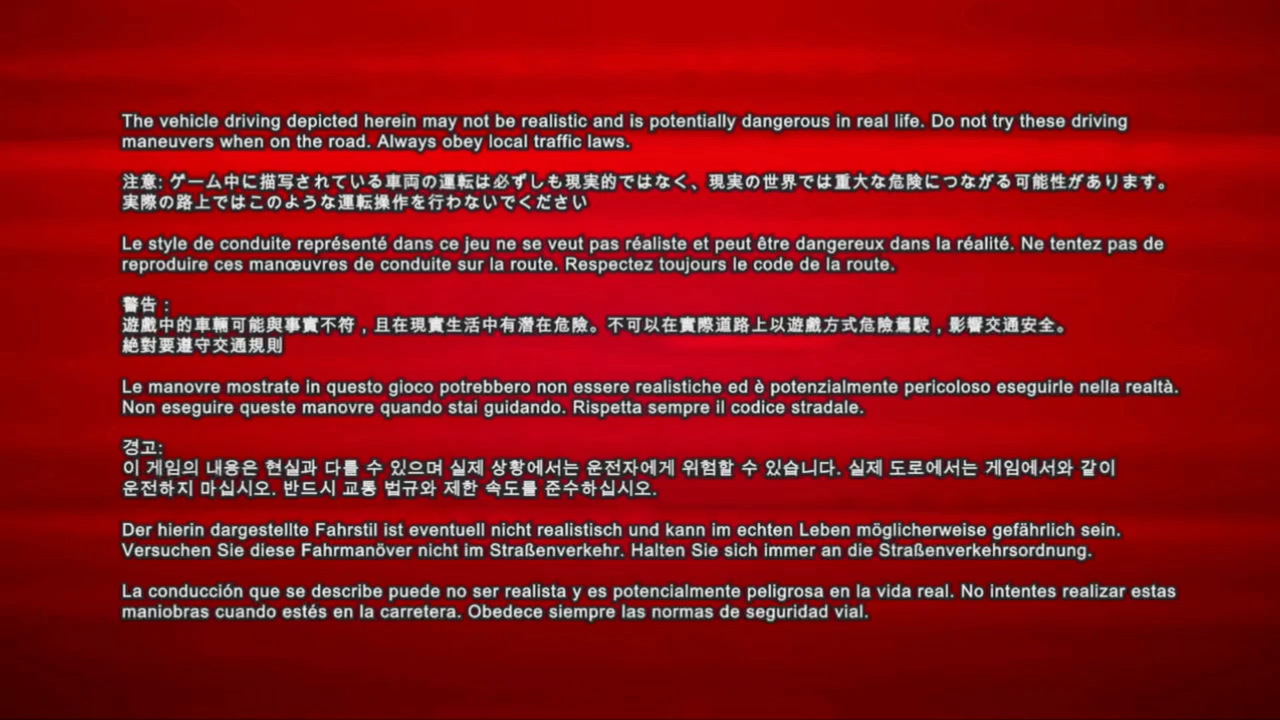 The vehicle driving depicted herein may not be realistic and is potentially dangerous in real life. Do not try these driving
maneuvers when on the road. Always obey local traffic laws.
注意: ゲーム中に描写されている車両の運転は必ずしも現実的ではなく、現実の世界では重大な危険につながる可能性があります。
実際の路上ではこのような運転操作を行わないでください
Le style de conduite représenté dans ce jeu ne se veut pas réaliste et peut être dangereux dans la réalité. Ne tentez pas de
reproduire ces manœuvres de conduite sur la route. Respectez toujours le code de la route.
警告：
遊戲中的車輛可能與事實不符，且在現實生活中有潛在危險。不可以在實際道路上以遊戲方式危險駕駛，影響交通安全。
絕對要遵守交通規則
Le manovre mostrate in questo gioco potrebbero non essere realistiche ed è potenzialmente pericoloso eseguirle nella realtà.
Non eseguire queste manovre quando stai guidando. Rispetta sempre il codice stradale.
경고:
이 게임의 내용은 현실과 다를 수 있으며 실제 상황에서는 운전자에게 위험할 수 있습니다. 실제 도로에서는 게임에서와 같이
운전하지 마십시오. 반드시 교통 법규와 제한 속도를 준수하십시오.
Der hierin dargestellte Fahrstil ist eventuell nicht realistisch und kann im echten Leben möglicherweise gefährlich sein.
Versuchen Sie diese Fahrmanöver nicht im Straßenverkehr. Halten Sie sich immer an die Straßenverkehrsordnung.
La conducción que se describe puede no ser realista y es potencialmente peligrosa en la vida real. No intentes realizar estas
maniobras cuando estés en la carretera. Obedece siempre las normas de seguridad vial.